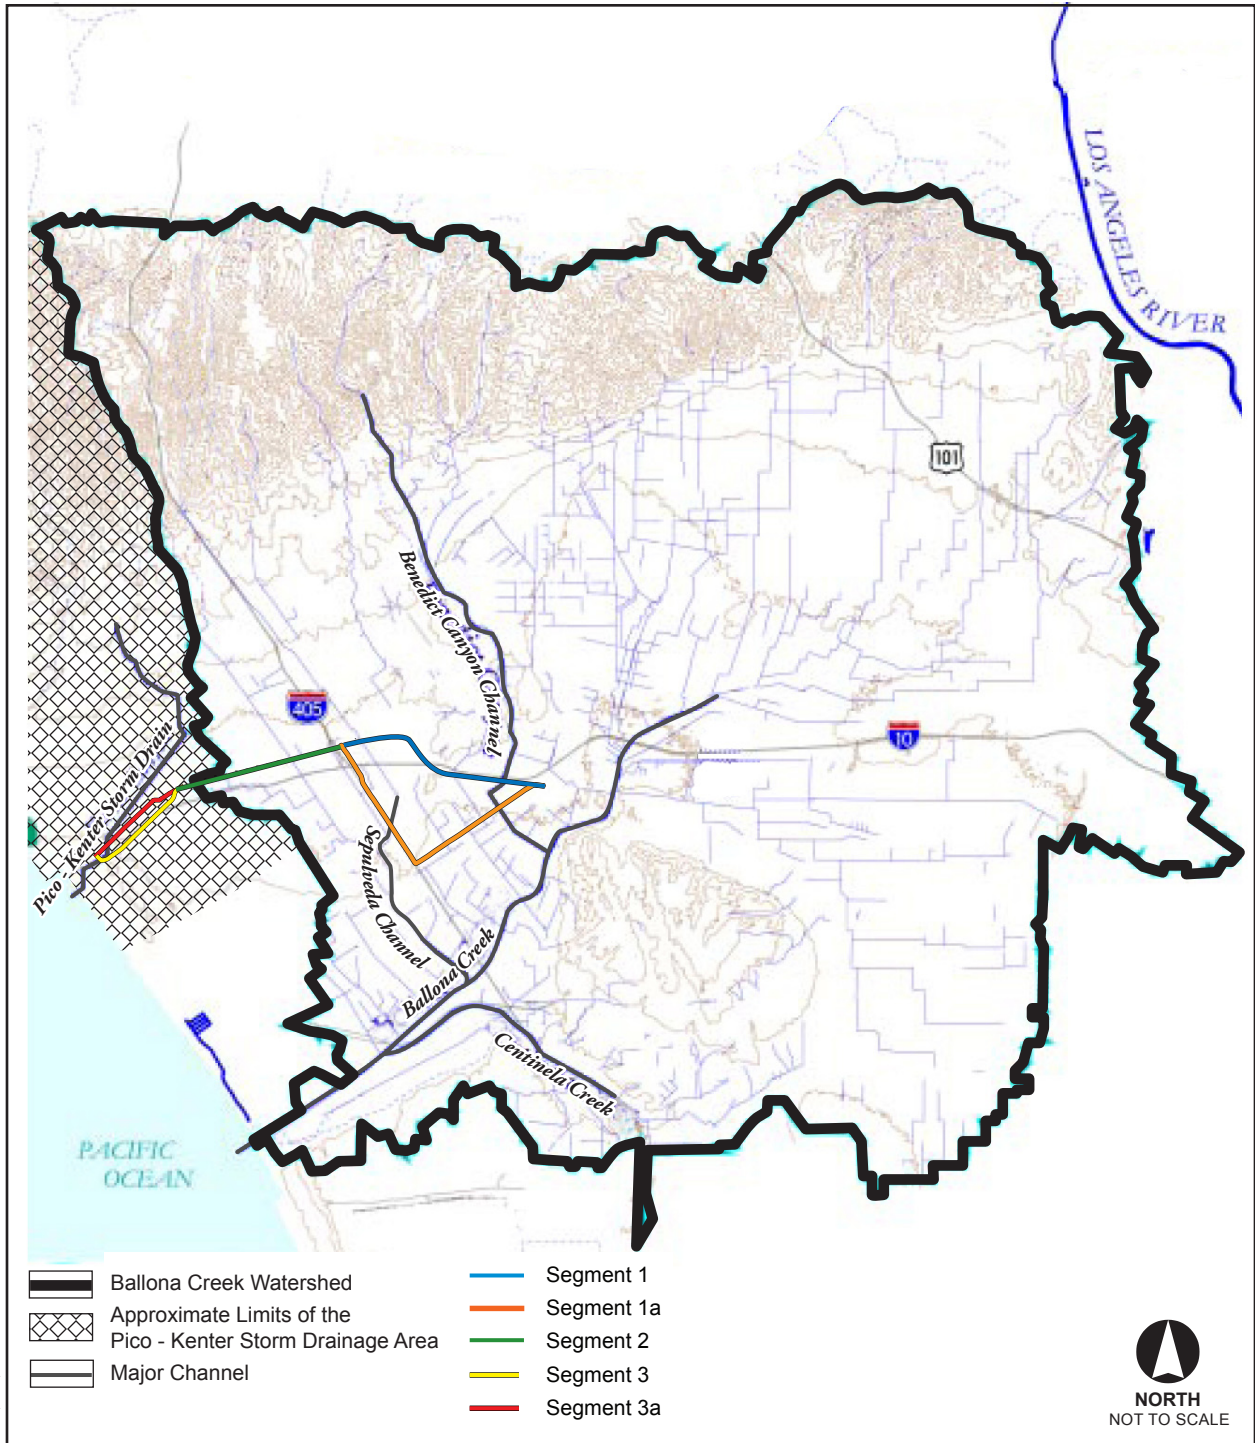 LOS ANGELES RIVER
101
Benedict Canyon Channel
405
10
Pico - Kenter Storm Drain
Sepulveda Channel
Ballona Creek
Centinela Creek
PACIFIC
OCEAN
Ballona Creek Watershed
Approximate Limits of the
Pico - Kenter Storm Drainage Area
Major Channel
Segment 1
Segment 1a
Segment 2
Segment 3
Segment 3a
NORTH
NOT TO SCALE